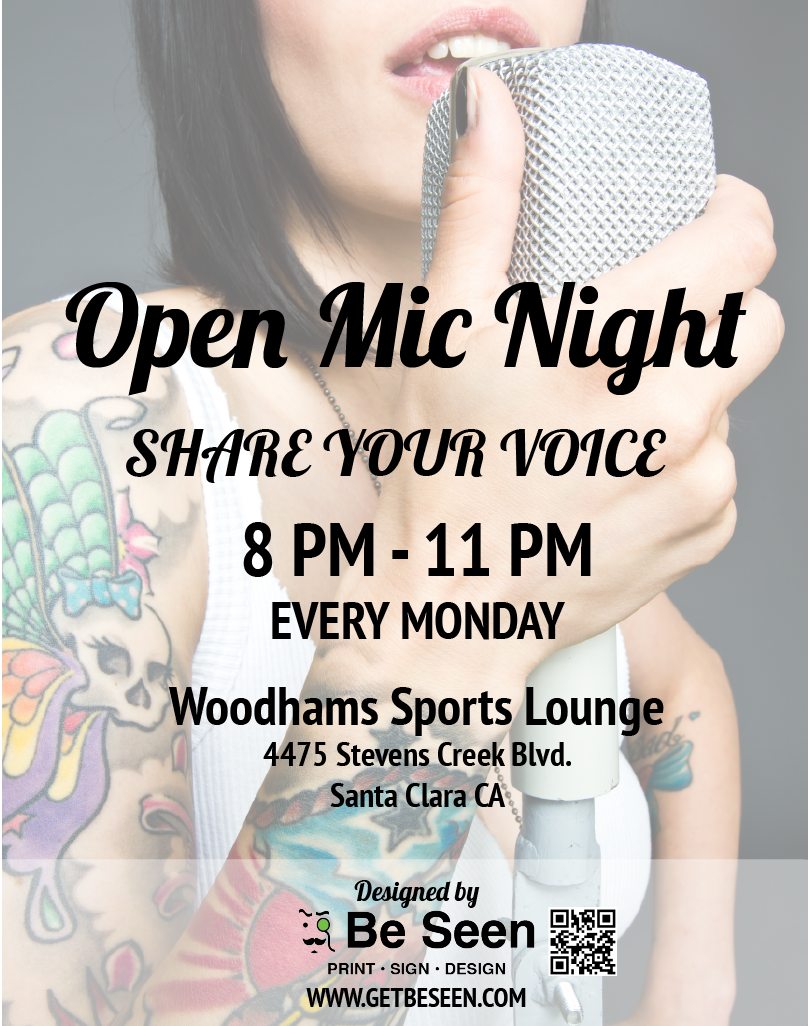 Open Mic Night
SHARE YOUR VOICE
8 PM - 11 PM
EVERY MONDAY
Woodhams Sports Lounge
4475 Stevens Creek Blvd.
Santa Clara CA
Designed by
Be Seen
PRINT · SIGN · DESIGN
WWW.GETBESEEN.COM